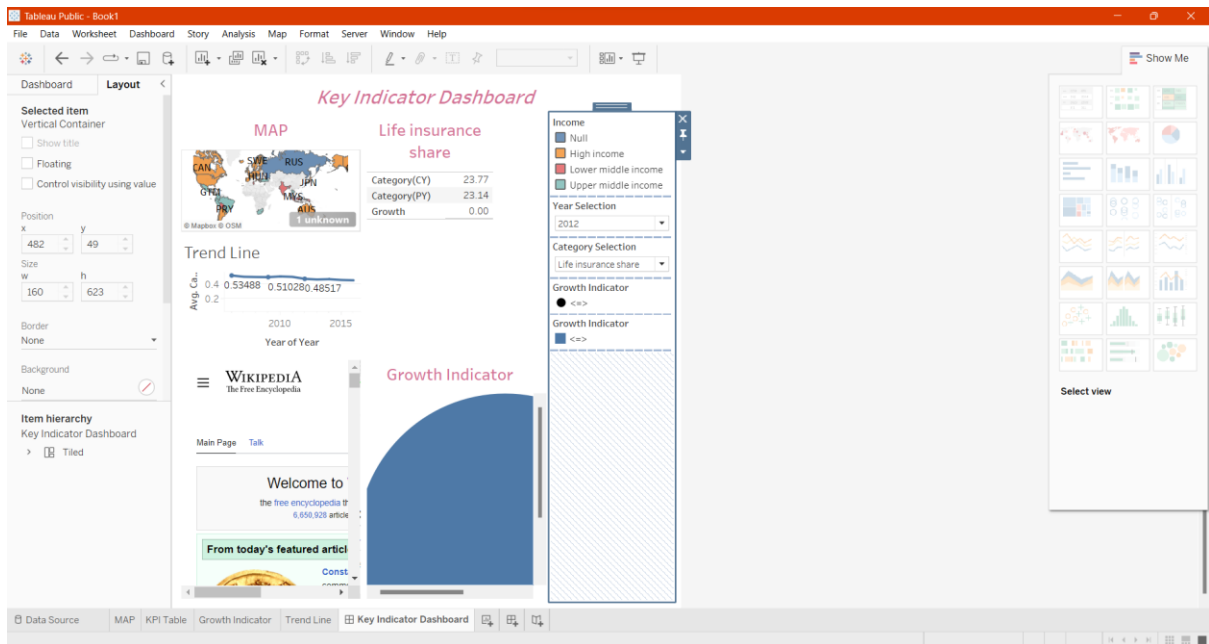 Tableau Public - Book1
File Data Worksheet Dashboard Story Analysis Map Format Server Window Help
Show Me
Dashboard Layout
Selected item
Vertical Container
Show title
Floating
Control visibility using value
Position
x y
482 49
Size
w h
160 623
Border
None
Background
None
Item hierarchy
Key Indicator Dashboard
Tiled
Key Indicator Dashboard
MAP
CAN SWE RUS
JPN
GTM MYS
PRY AUS
1 unknown
© Mapbox © OSM
Life insurance
share
Category(CY) 23.77
Category(PY) 23.14
Growth 0.00
Trend Line
Avg. Ca..
0.4 0.53488 0.51028 0.48517
0.2
2010 2015
Year of Year
WIKIPEDIA
The Free Encyclopedia
Main Page Talk
Welcome to
the free encyclopedia th
6,650,928 article
From today's featured articl
Const
Growth Indicator
Income
Null
High income
Lower middle income
Upper middle income
Year Selection
2012
Category Selection
Life insurance share
Growth Indicator
<=>
Growth Indicator
<=>
Select view
Data Source MAP KPI Table Growth Indicator Trend Line Key Indicator Dashboard